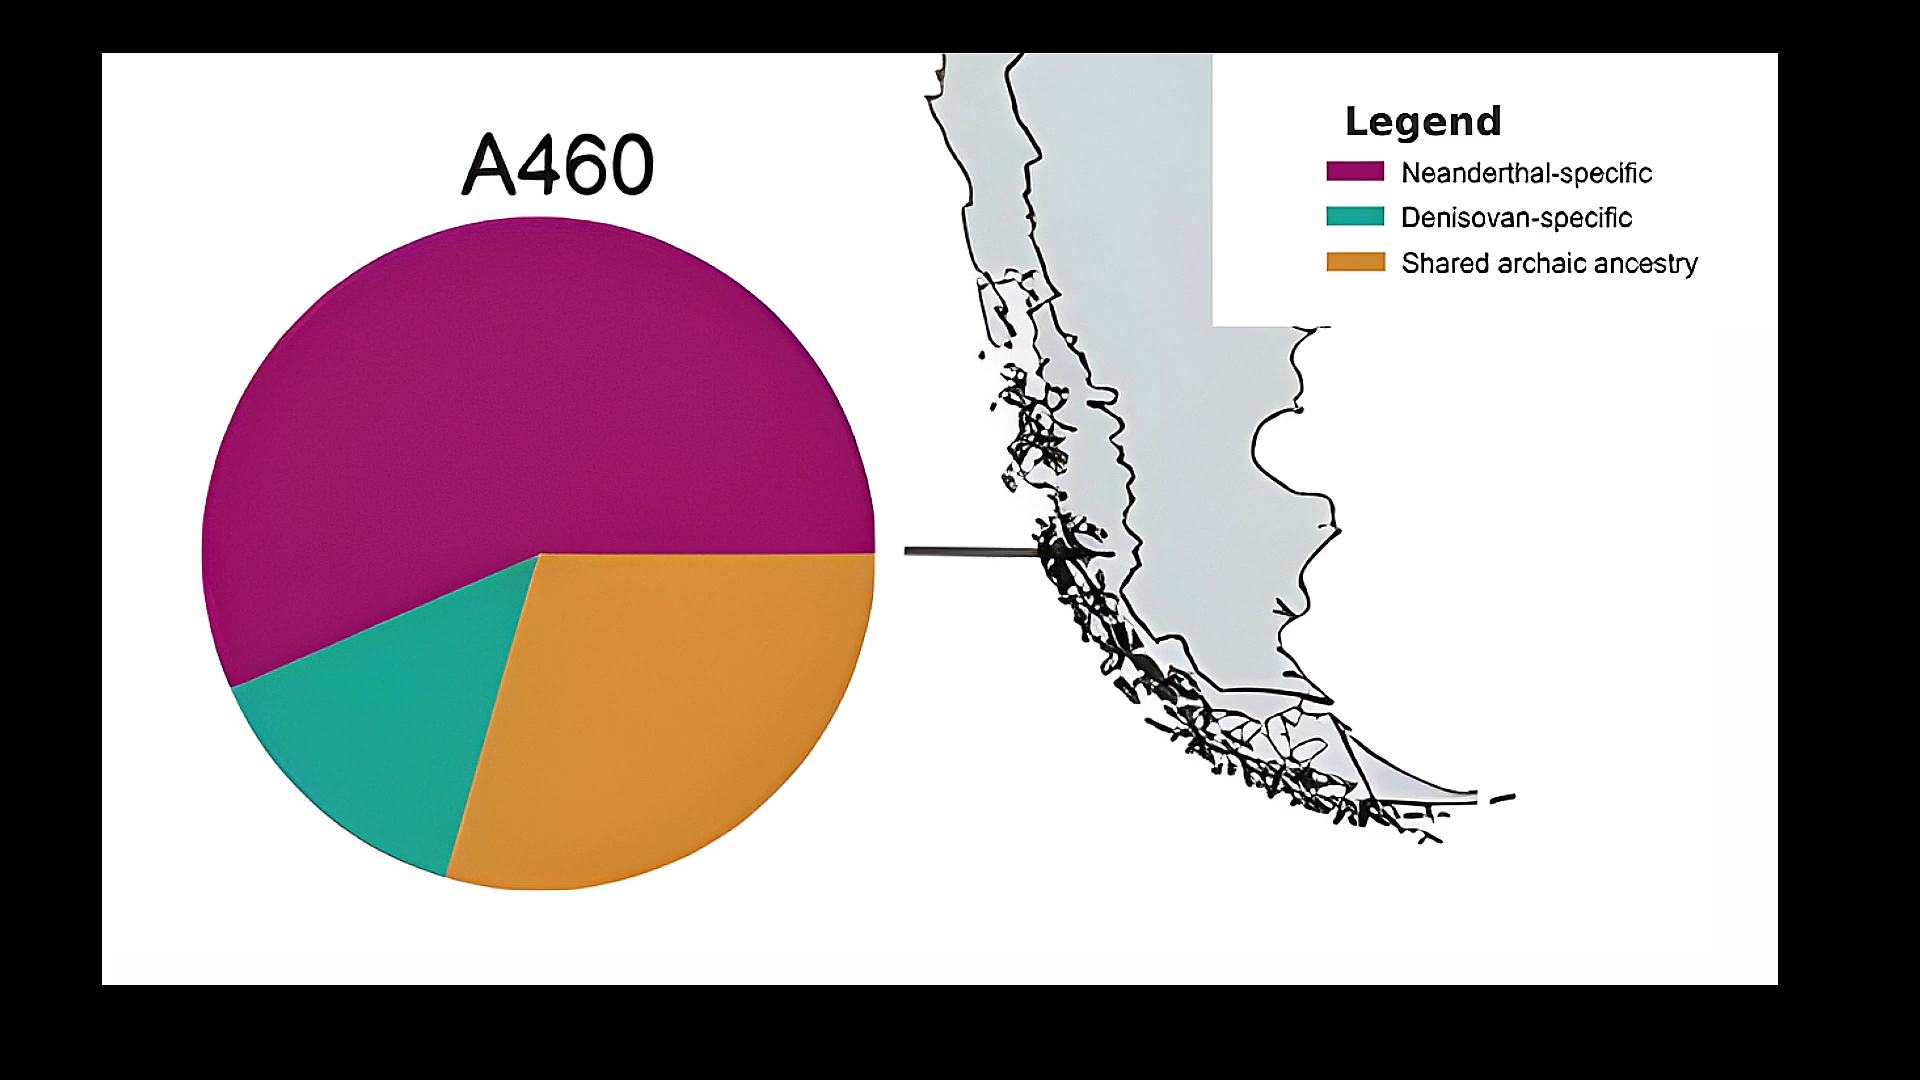 A460
Legend
Neanderthal-specific
Denisovan-specific
Shared archaic ancestry